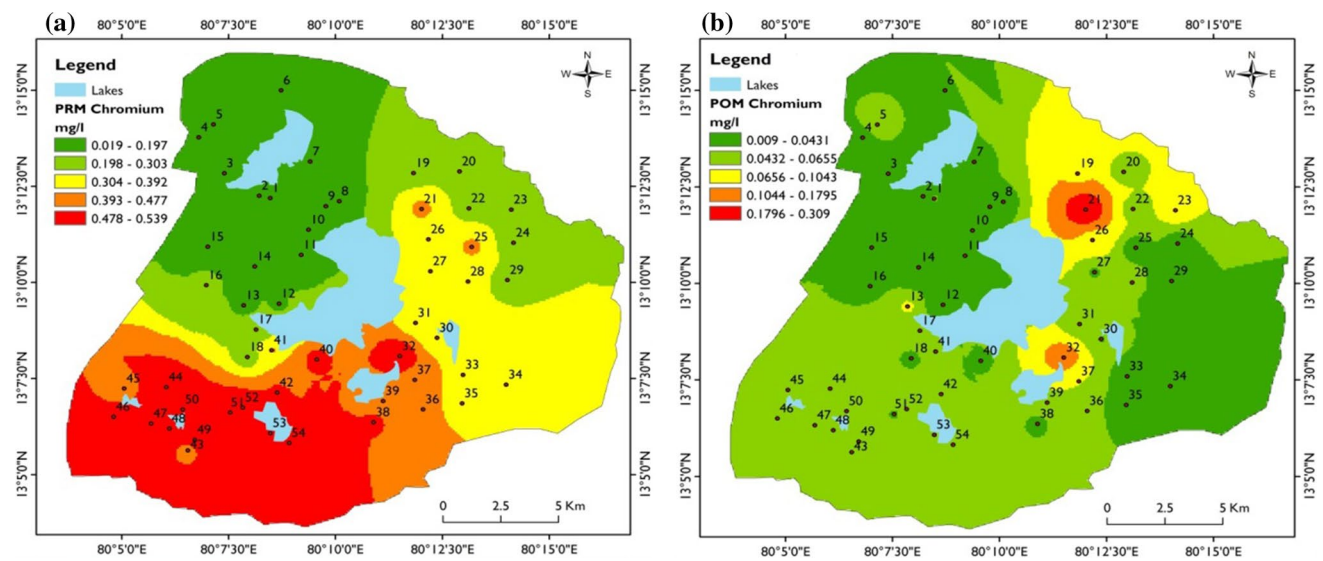 (a)
80°5'0"E 80°7'30"E 80°10'0"E 80°12'30"E 80°15'0"E
13°15'0"N
13°12'30"N
13°10'0"N
13°7'30"N
13°5'0"N
Legend
Lakes
PRM Chromium
mg/l
0.019 - 0.197
0.198 - 0.303
0.304 - 0.392
0.393 - 0.477
0.478 - 0.539
N
W E
S
6
5
4
3
7
2 1
9 8
10
11
15
14
16
13 12
17
18 41
19
20
21
22
23
24
25
26
27
28
29
31
30
40
32
33
34
35
37
36
39
38
42
45
44
46
50
47
48
49
43
51 52
53
54
0 2.5 5 Km
80°5'0"E 80°7'30"E 80°10'0"E 80°12'30"E 80°15'0"E
(b)
80°5'0"E 80°7'30"E 80°10'0"E 80°12'30"E 80°15'0"E
13°15'0"N
13°12'30"N
13°10'0"N
13°7'30"N
13°5'0"N
Legend
Lakes
POM Chromium
mg/l
0.009 - 0.0431
0.0432 - 0.0655
0.0656 - 0.1043
0.1044 - 0.1795
0.1796 - 0.309
N
W E
S
6
5
4
3
7
2 1
9 8
10
11
15
14
16
13 12
17
18 41
19
20
21
22
23
24
25
26
27
28
29
31
30
40
32
33
34
35
37
36
39
38
42
45
44
46
50
47
48
49
43
51 52
53
54
0 2.5 5 Km
80°5'0"E 80°7'30"E 80°10'0"E 80°12'30"E 80°15'0"E